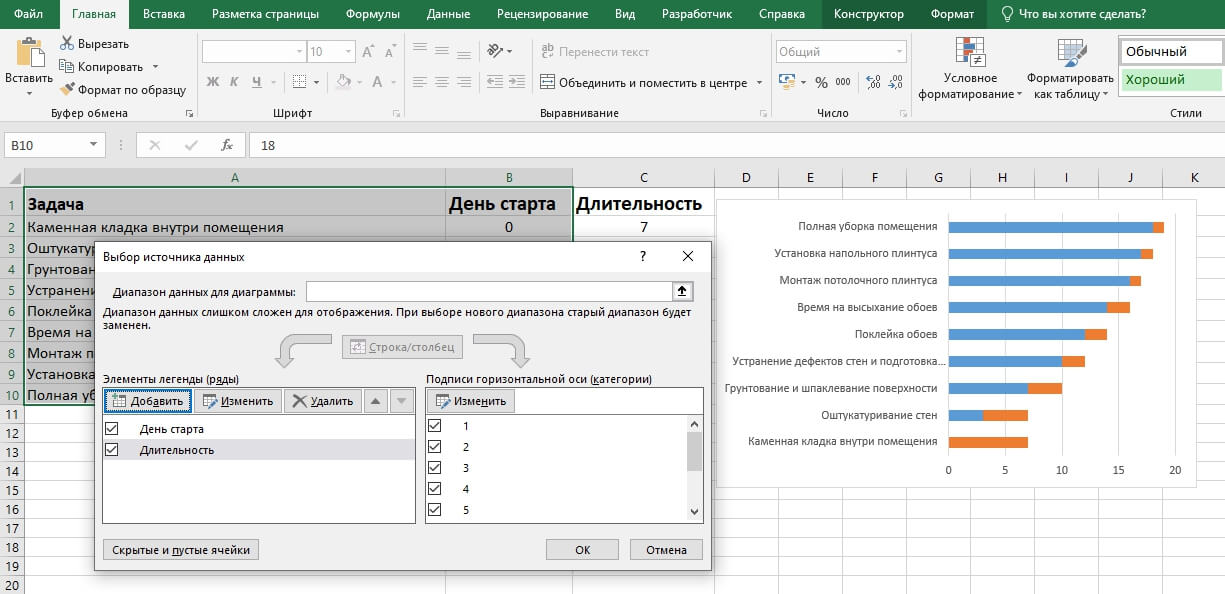 Файл Главная Вставка Разметка страницы Формулы Данные Рецензирование Вид Разработчик Справка Конструктор Формат Что вы хотите сделать?
Вставить
Вырезать
Копировать
Формат по образцу
Буфер обмена
10
Ж К Ч
Шрифт
Перенести текст
Объединить и поместить в центре
Выравнивание
Общий
% 000
Число
Условное форматирование
Форматировать как таблицу
Обычный
Хороший
Стили
B10 fx 18
A B C D E F G H I J K
1 Задача День старта Длительность
2 Каменная кладка внутри помещения 0 7
3 Оштукатур
4 Грунтован
5 Устранени
6 Поклейка
7 Время на
8 Монтаж п
9 Установка
10 Полная уб
11
12
13
14
15
16
17
18
19
20
Выбор источника данных ? ×
Диапазон данных для диаграммы:
Диапазон данных слишком сложен для отображения. При выборе нового диапазона старый диапазон будет
заменен.
Строка/столбец
Элементы легенды (ряды)
Добавить Изменить Удалить
День старта
Длительность
Подписи горизонтальной оси (категории)
Изменить
1
2
3
4
5
Скрытые и пустые ячейки ОК Отмена
Полная уборка помещения
Установка напольного плинтуса
Монтаж потолочного плинтуса
Время на высыхание обоев
Поклейка обоев
Устранение дефектов стен и подготовка...
Грунтование и шпаклевание поверхности
Оштукатуривание стен
Каменная кладка внутри помещения
0 5 10 15 20